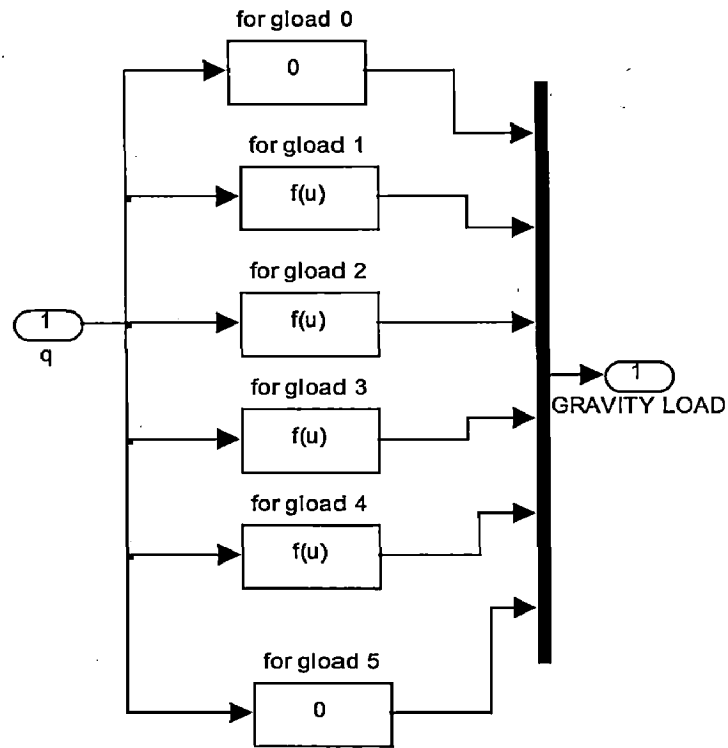 for gload 0
0
for gload 1
f(u)
for gload 2
f(u)
1
q
for gload 3
f(u)
1
GRAVITY LOAD
for gload 4
f(u)
for gload 5
0